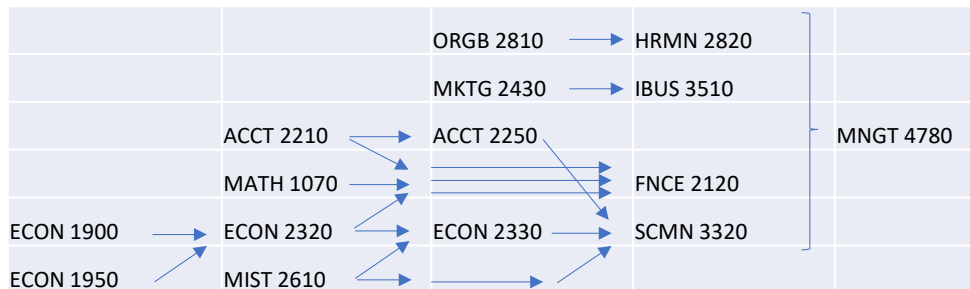 ORGB 2810 HRMN 2820
MKTG 2430 IBUS 3510
ACCT 2210 ACCT 2250 MNGT 4780
MATH 1070 FNCE 2120
ECON 1900 ECON 2320 ECON 2330 SCMN 3320
ECON 1950 MIST 2610